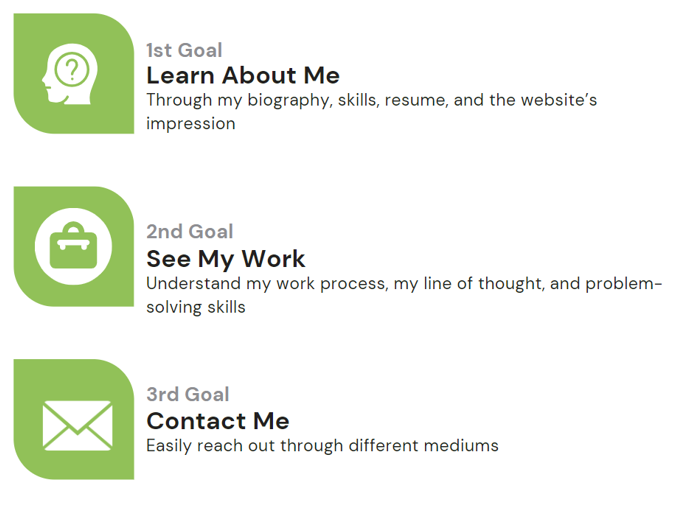 1st Goal
Learn About Me
Through my biography, skills, resume, and the website’s
impression
2nd Goal
See My Work
Understand my work process, my line of thought, and problem-
solving skills
3rd Goal
Contact Me
Easily reach out through different mediums